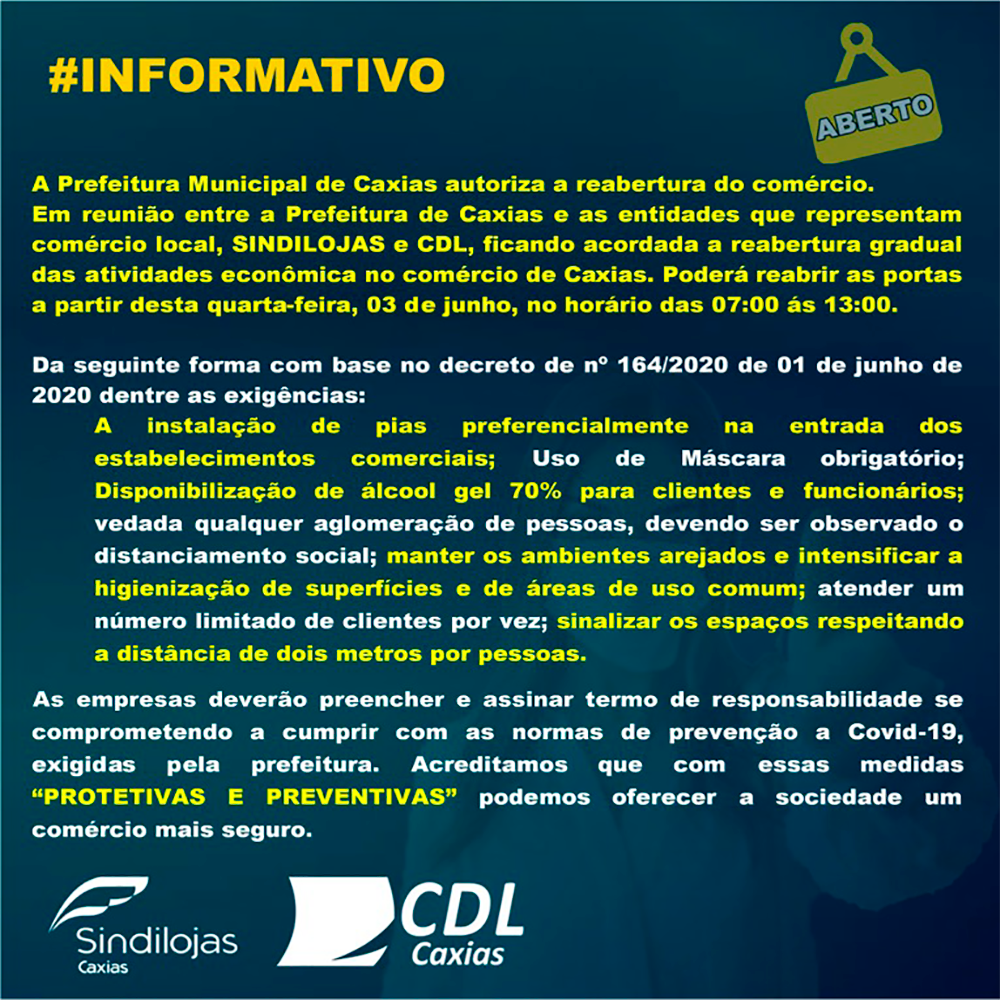 #INFORMATIVO
ABERTO
A Prefeitura Municipal de Caxias autoriza a reabertura do comércio.
Em reunião entre a Prefeitura de Caxias e as entidades que representam
comércio local, SINDILOJAS e CDL, ficando acordada a reabertura gradual
das atividades econômica no comércio de Caxias. Poderá reabrir as portas
a partir desta quarta-feira, 03 de junho, no horário das 07:00 ás 13:00.
Da seguinte forma com base no decreto de nº 164/2020 de 01 de junho de
2020 dentre as exigências:
A instalação de pias preferencialmente na entrada dos
estabelecimentos comerciais; Uso de Máscara obrigatório;
Disponibilização de álcool gel 70% para clientes e funcionários;
vedada qualquer aglomeração de pessoas, devendo ser observado o
distanciamento social; manter os ambientes arejados e intensificar a
higienização de superfícies e de áreas de uso comum; atender um
número limitado de clientes por vez; sinalizar os espaços respeitando
a distância de dois metros por pessoas.
As empresas deverão preencher e assinar termo de responsabilidade se
comprometendo a cumprir com as normas de prevenção a Covid-19,
exigidas pela prefeitura. Acreditamos que com essas medidas
“PROTETIVAS E PREVENTIVAS” podemos oferecer a sociedade um
comércio mais seguro.
Sindilojas
Caxias
CDL
Caxias